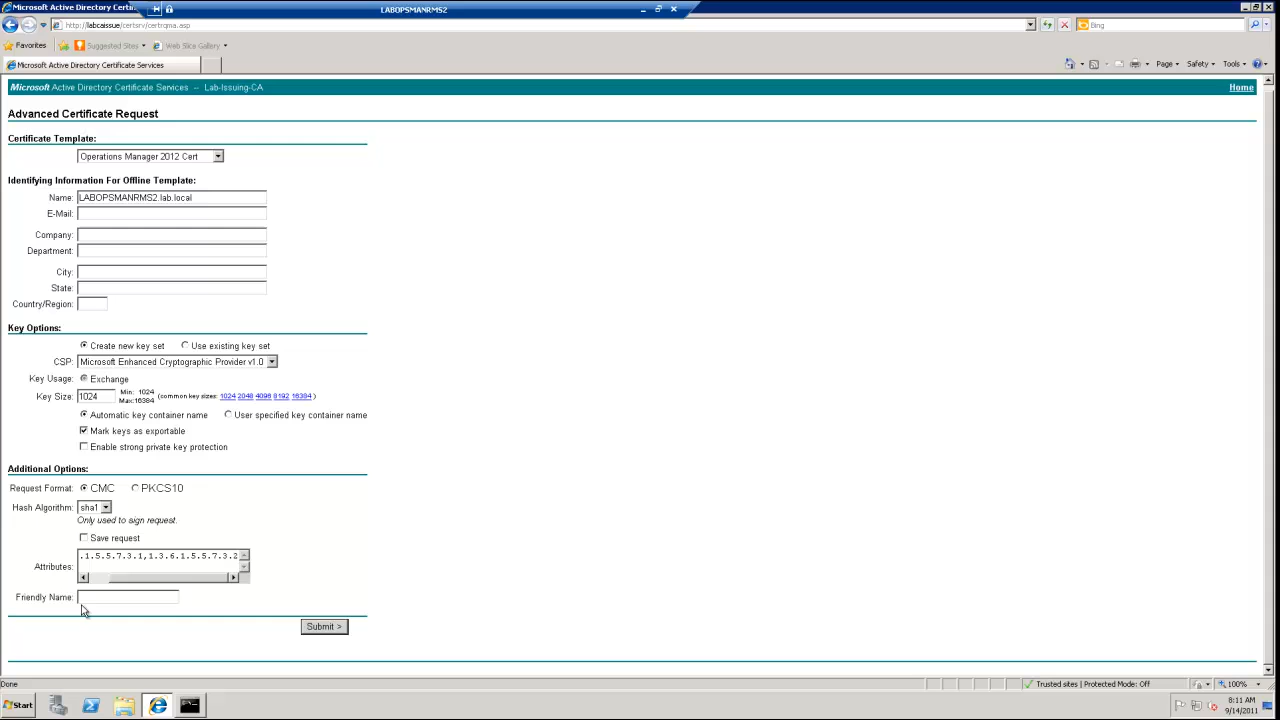 Microsoft Active Directory Certi...
LABOPSMANRMS2
http://labcaissue/certsrv/certrqma.asp
Bing
Favorites
Suggested Sites
Web Slice Gallery
Microsoft Active Directory Certificate Services
Page
Safety
Tools
Microsoft Active Directory Certificate Services -- Lab-Issuing-CA
Home
Advanced Certificate Request
Certificate Template:
Operations Manager 2012 Cert
Identifying Information For Offline Template:
Name: LABOPSMANRMS2.lab.local
E-Mail:
Company:
Department:
City:
State:
Country/Region:
Key Options:
Create new key set Use existing key set
CSP: Microsoft Enhanced Cryptographic Provider v1.0
Key Usage: Exchange
Key Size: 1024 Min: 1024 Max:16384 (common key sizes: 1024 2048 4096 8192 16384 )
Automatic key container name User specified key container name
Mark keys as exportable
Enable strong private key protection
Additional Options:
Request Format: CMC PKCS10
Hash Algorithm: sha1
Only used to sign request.
Save request
Attributes: .1.5.5.7.3.1,1.3.6.1.5.5.7.3.2
Friendly Name:
Submit >
Done
Trusted sites | Protected Mode: Off
100%
Start
8:11 AM
9/14/2011